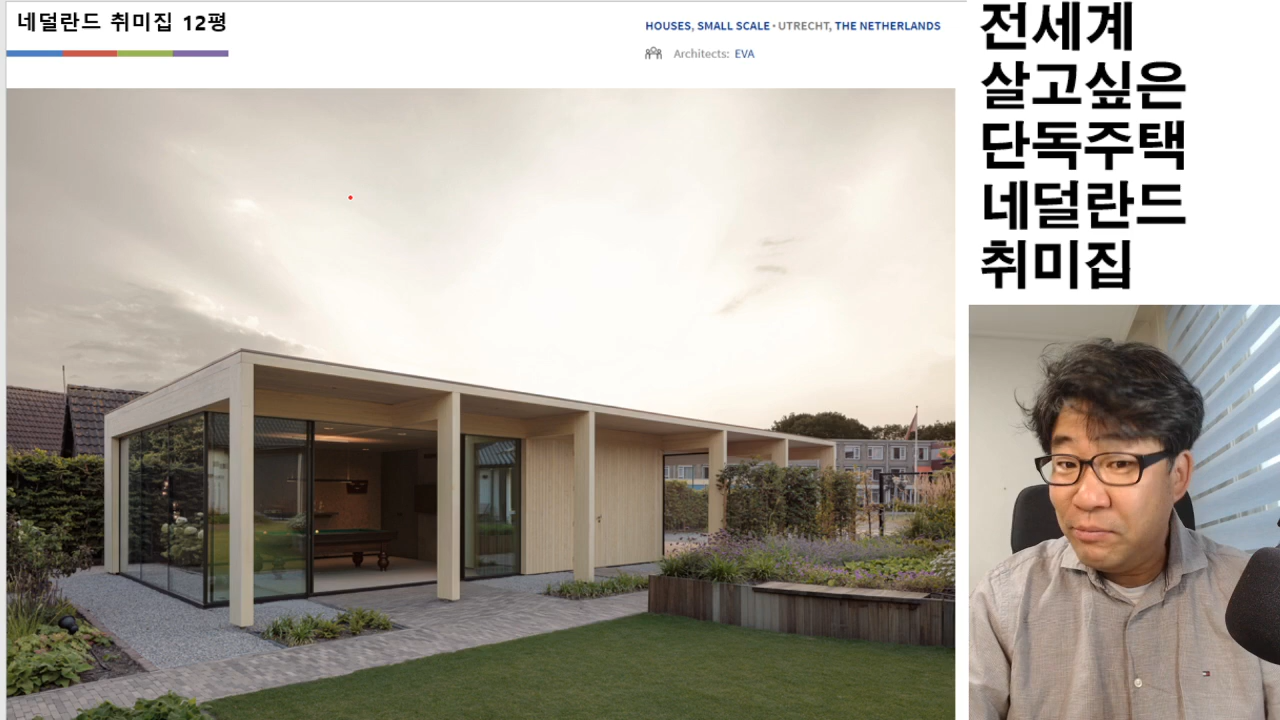 네덜란드 취미집 12평
HOUSES, SMALL SCALE • UTRECHT, THE NETHERLANDS
Architects: EVA
전세계
살고싶은
단독주택
네덜란드
취미집